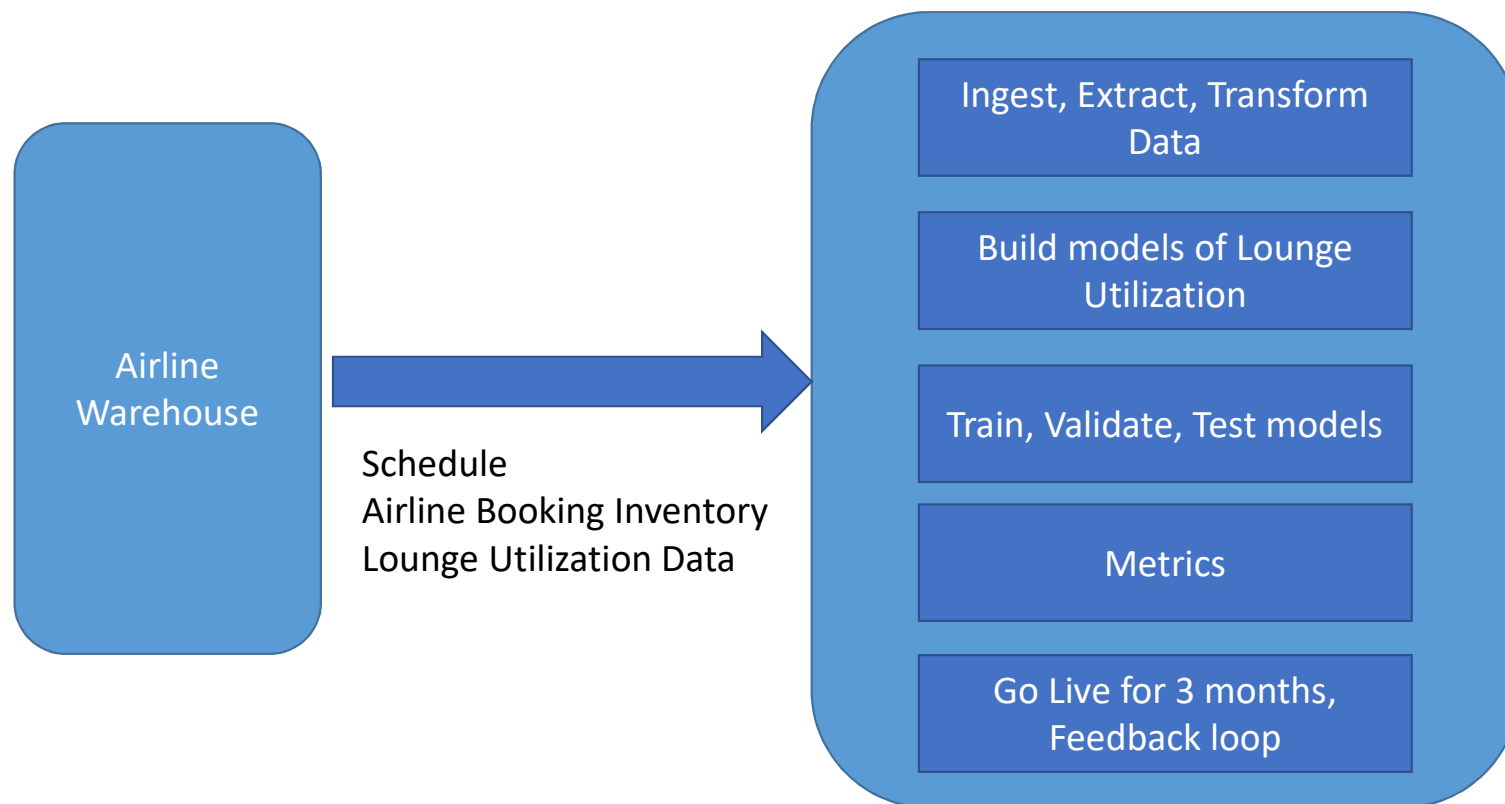 Airline
Warehouse
Schedule
Airline Booking Inventory
Lounge Utilization Data
Ingest, Extract, Transform
Data
Build models of Lounge
Utilization
Train, Validate, Test models
Metrics
Go Live for 3 months,
Feedback loop